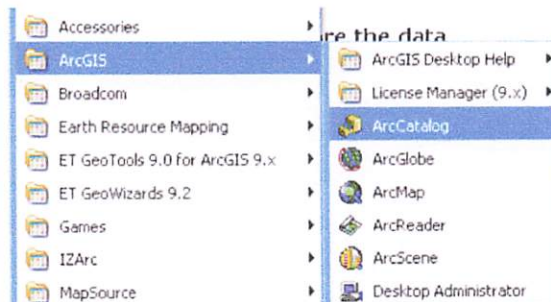 Accessories
ArcGIS
Broadcom
Earth Resource Mapping
ET GeoTools 9.0 for ArcGIS 9.x
ET GeoWizards 9.2
Games
IZArc
MapSource
re the data
ArcGIS Desktop Help
License Manager (9.x)
ArcCatalog
ArcGlobe
ArcMap
ArcReader
ArcScene
Desktop Administrator